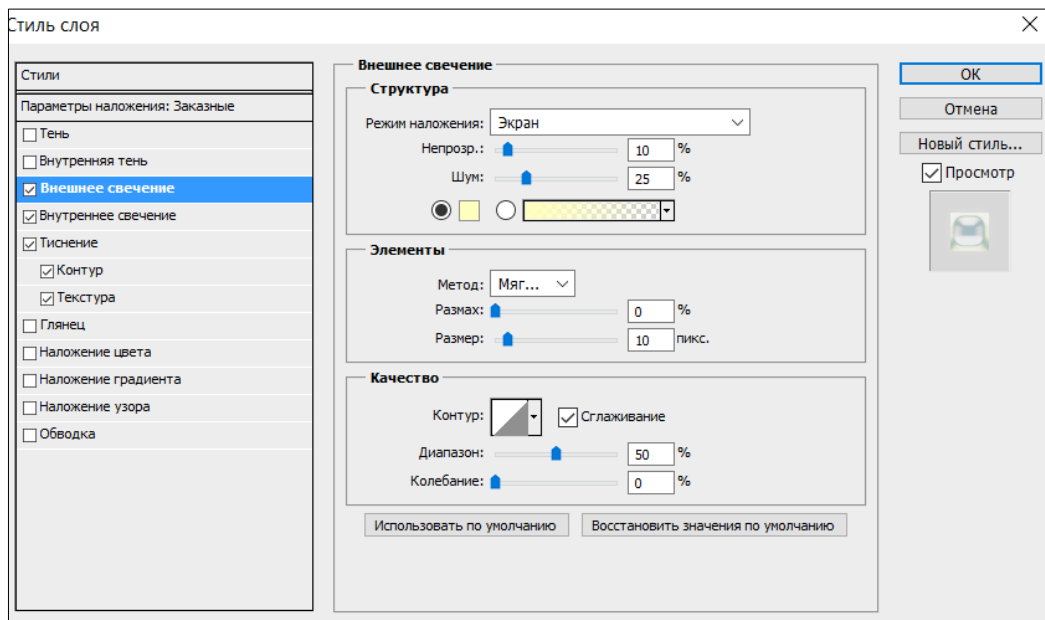 Стиль слоя
Стили
Параметры наложения: Заказные
Тень
Внутренняя тень
Внешнее свечение
Внутреннее свечение
Тиснение
Контур
Текстура
Глянец
Наложение цвета
Наложение градиента
Наложение узора
Обводка
Внешнее свечение
Структура
Режим наложения: Экран
Непрозр.: 10 %
Шум: 25 %
Элементы
Метод: Мяг...
Размах: 0 %
Размер: 10 пикс.
Качество
Контур: Сглаживание
Диапазон: 50 %
Колебание: 0 %
Использовать по умолчанию Восстановить значения по умолчанию
OK
Отмена
Новый стиль...
Просмотр